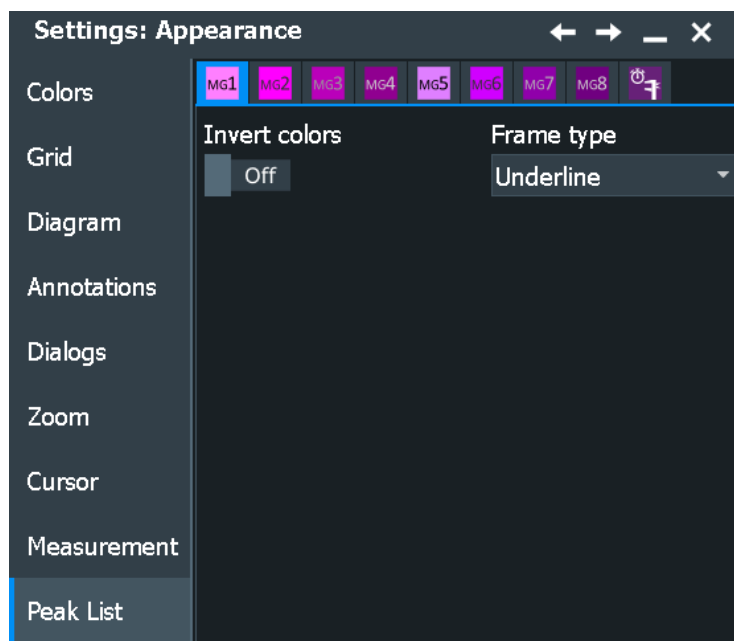 Settings: Appearance
Colors
Grid
Diagram
Annotations
Dialogs
Zoom
Cursor
Measurement
Peak List
MG1 MG2 MG3 MG4 MG5 MG6 MG7 MG8
Invert colors Frame type
Off Underline